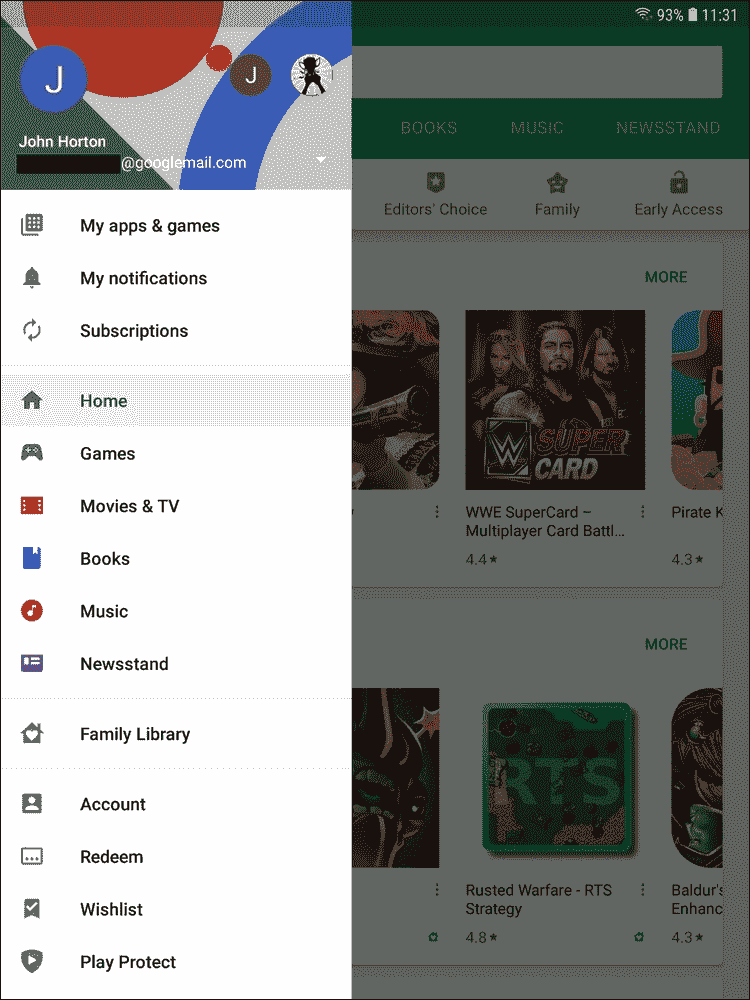 93% 11:31
J
J
John Horton
@googlemail.com
My apps & games
My notifications
Subscriptions
Home
Games
Movies & TV
Books
Music
Newsstand
Family Library
Account
Redeem
Wishlist
Play Protect
BOOKS MUSIC NEWSSTAND
Editors' Choice Family Early Access
MORE
W SUPER
CARD
WWE SuperCard –
Multiplayer Card Battl...
4.4
Pirate K
4.3
MORE
RTS
Rusted Warfare - RTS
Strategy
4.8
Baldur's
Enhanc
4.3